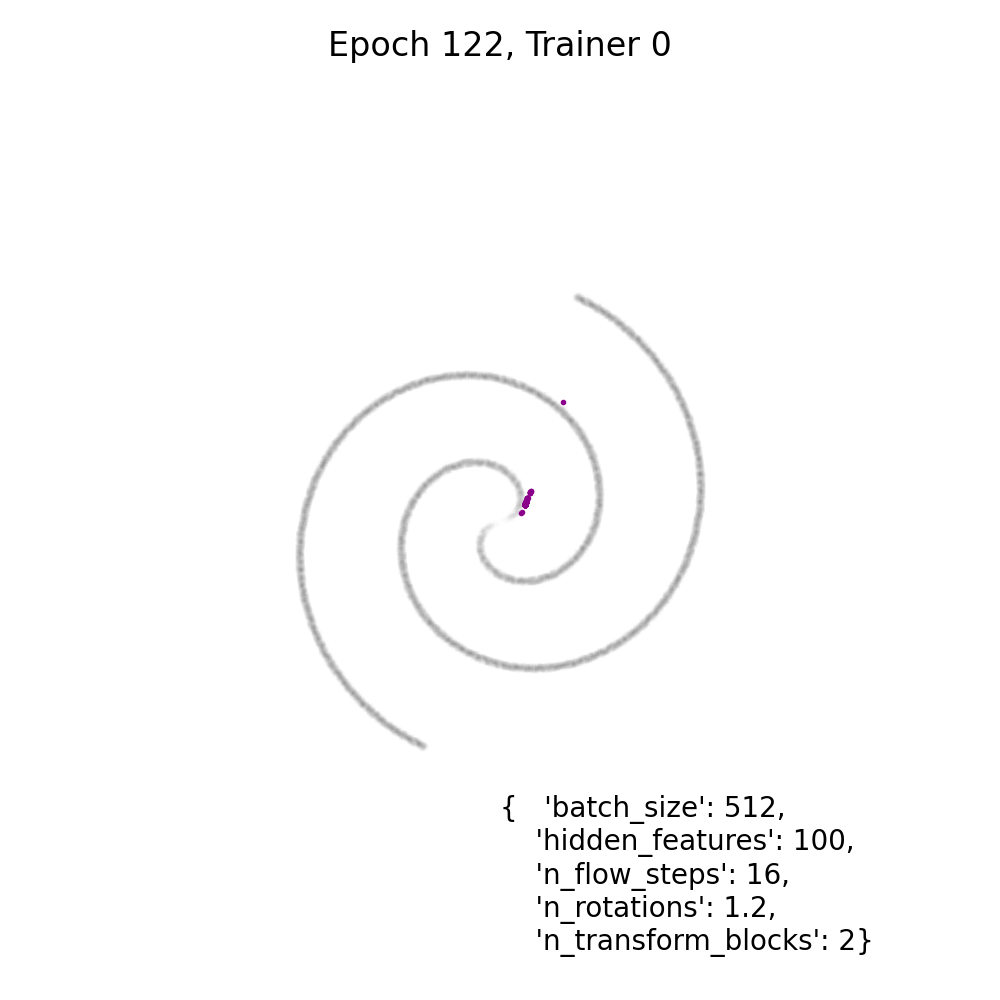 Epoch 122, Trainer 0
{   'batch_size': 512,
'hidden_features': 100,
'n_flow_steps': 16,
'n_rotations': 1.2,
'n_transform_blocks': 2}